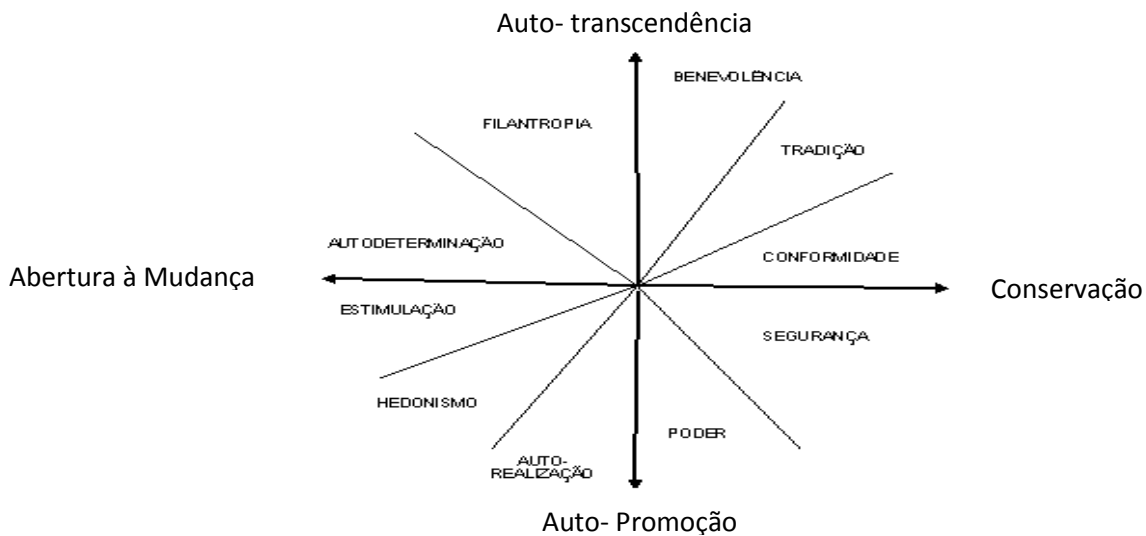 Auto- transcendência
BENEVOLÊNCIA
FILANTROPIA
TRADIÇÃO
AUTODETERMINAÇÃO
CONFORMIDADE
Abertura à Mudança
Conservação
ESTIMULAÇÃO
SEGURANÇA
HEDONISMO
PODER
AUTO-
REALIZAÇÃO
Auto- Promoção